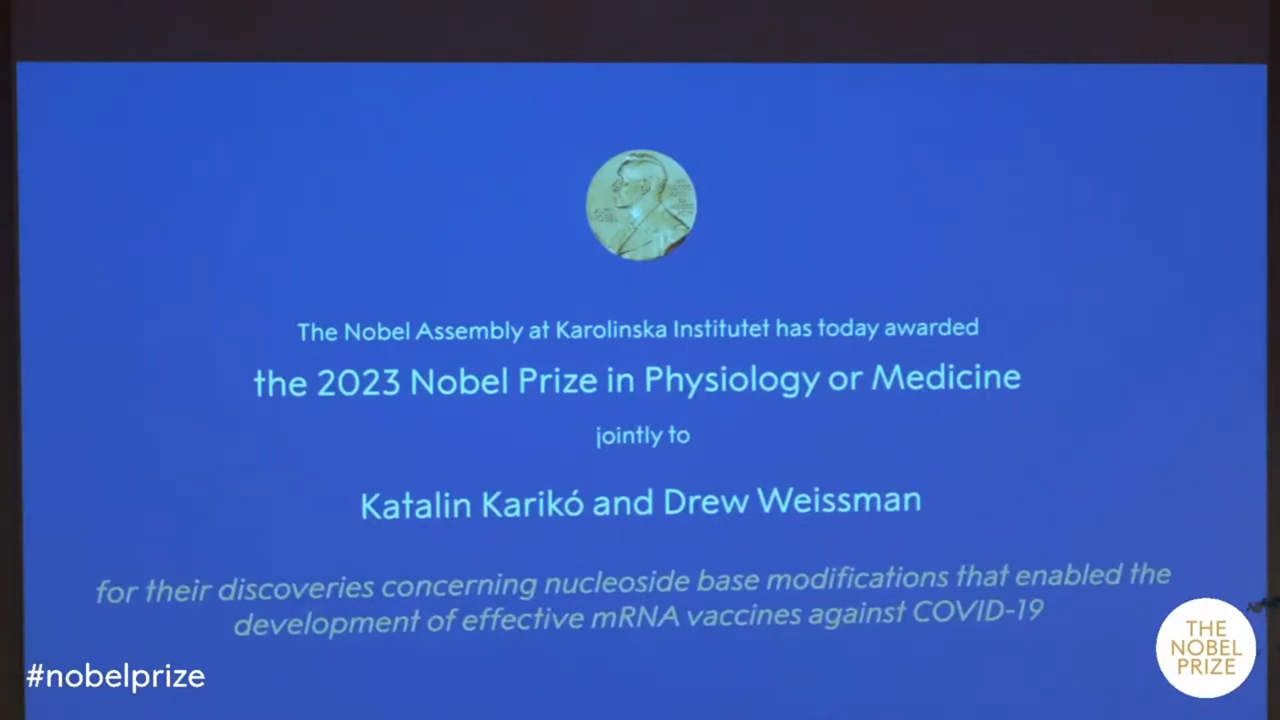 The Nobel Assembly at Karolinska Institutet has today awarded
the 2023 Nobel Prize in Physiology or Medicine
jointly to
Katalin Karikó and Drew Weissman
for their discoveries concerning nucleoside base modifications that enabled the
development of effective mRNA vaccines against COVID-19
#nobelprize
THE
NOBEL
PRIZE